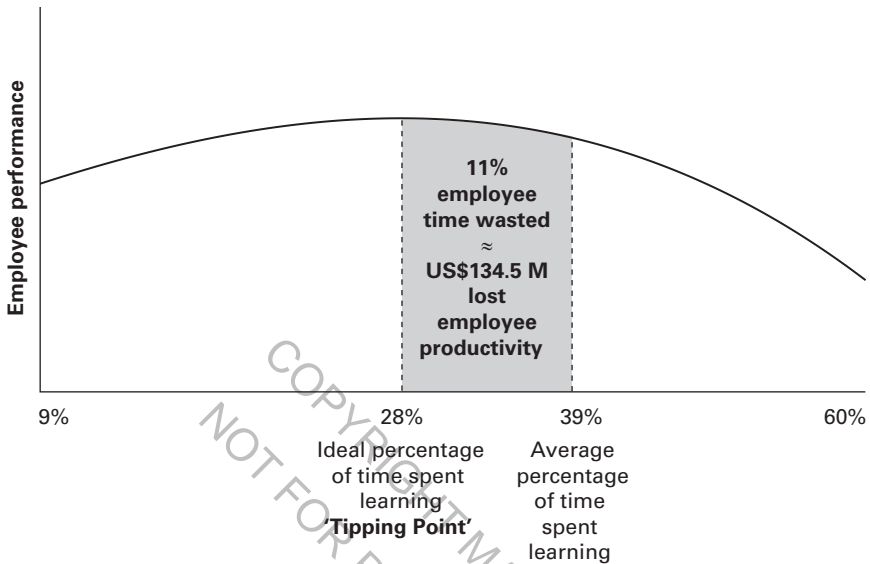 Employee performance
11%
employee
time wasted
≈
US$134.5 M
lost
employee
productivity
9%
28%
39%
60%
Ideal percentage
of time spent
learning
'Tipping Point'
Average
percentage
of time
spent
learning
COPYRIGHT
NOT FOR